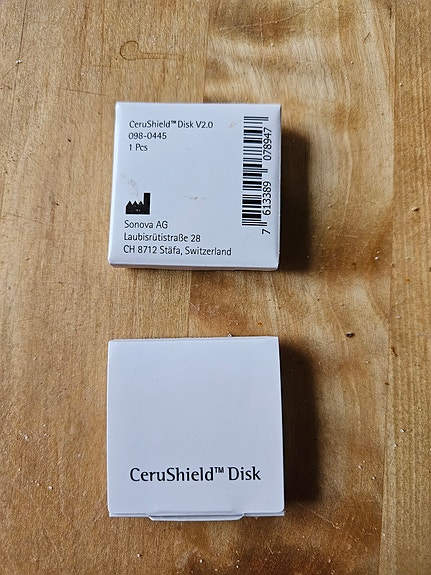 CeruShield™ Disk V2.0
098-0445
1 Pcs
Sonova AG
Laubisrütistraße 28
CH 8712 Stäfa, Switzerland
7 613389 078947
CeruShield™ Disk